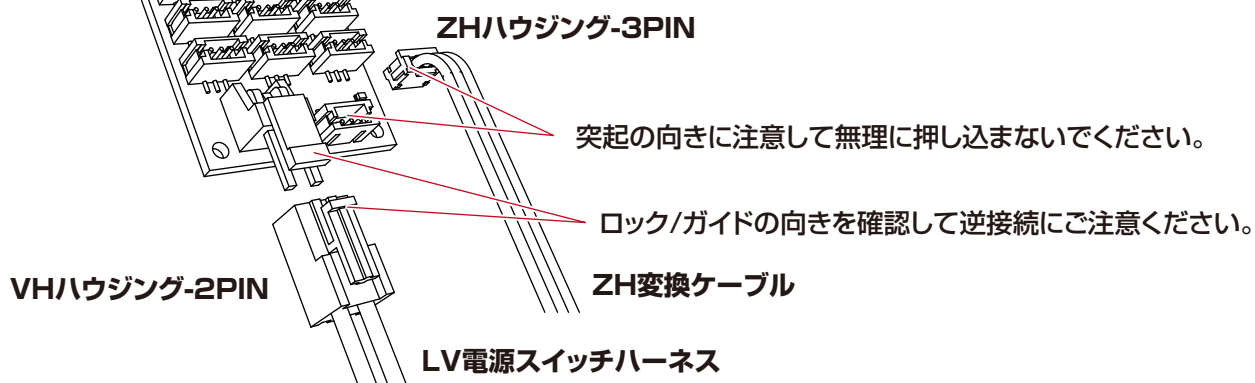 ZHハウジング-3PIN
突起の向きに注意して無理に押し込まないでください。
ロック/ガイドの向きを確認して逆接続にご注意ください。
VHハウジング-2PIN
ZH変換ケーブル
LV電源スイッチハーネス